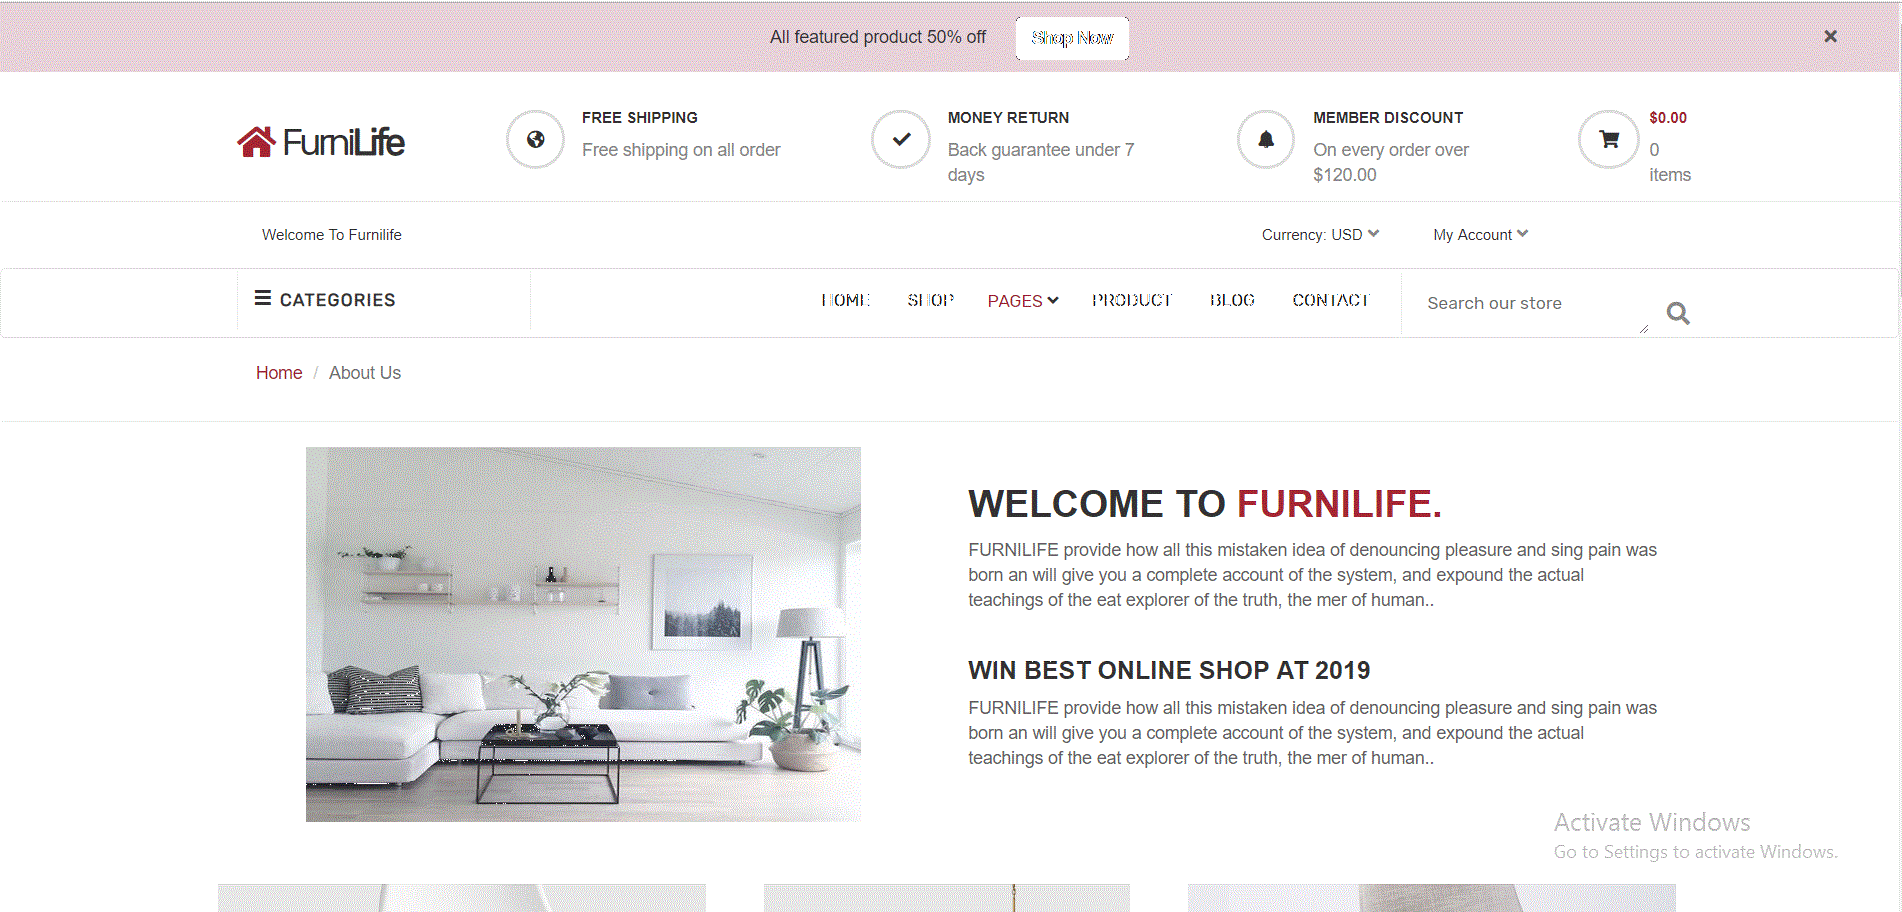 All featured product 50% off Shop Now
FurniLife
FREE SHIPPING
Free shipping on all order
MONEY RETURN
Back guarantee under 7
days
MEMBER DISCOUNT
On every order over
$120.00
$0.00
0
items
Welcome To Furnilife
Currency: USD
My Account
CATEGORIES
HOME SHOP PAGES PRODUCT BLOG CONTACT
Search our store
Home / About Us
WELCOME TO FURNILIFE.
FURNILIFE provide how all this mistaken idea of denouncing pleasure and sing pain was
born an will give you a complete account of the system, and expound the actual
teachings of the eat explorer of the truth, the mer of human..
WIN BEST ONLINE SHOP AT 2019
FURNILIFE provide how all this mistaken idea of denouncing pleasure and sing pain was
born an will give you a complete account of the system, and expound the actual
teachings of the eat explorer of the truth, the mer of human..
Activate Windows
Go to Settings to activate Windows.